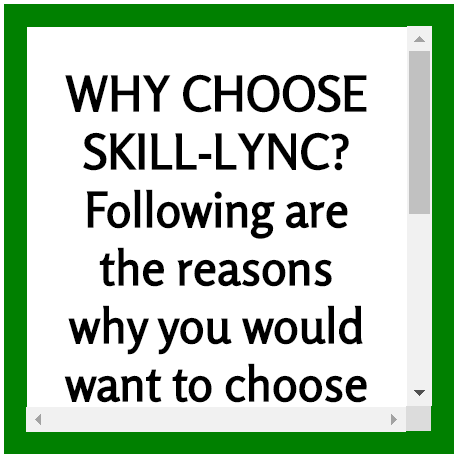 WHY CHOOSE
SKILL-LYNC?
Following are
the reasons
why you would
want to choose